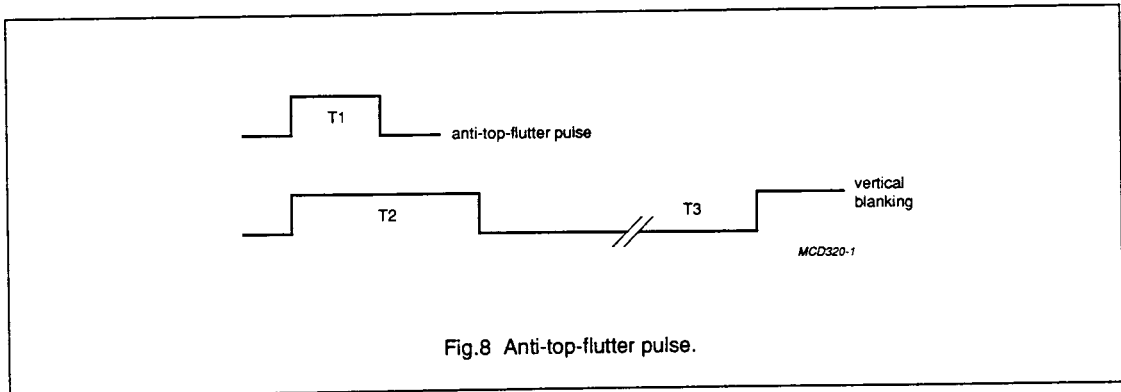 T1
anti-top-flutter pulse
T2
T3
vertical
blanking
MCD320-1
Fig.8 Anti-top-flutter pulse.